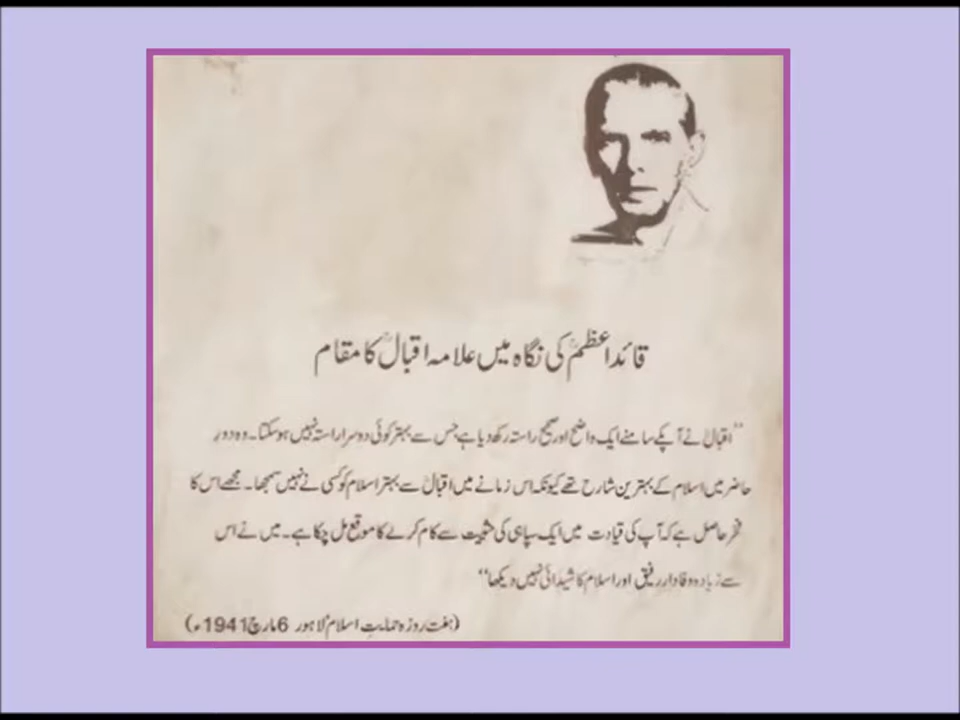 قائداعظمؒ کی نگاہ میں علامہ اقبالؒ کا مقام
”اقبالؒ نے آپکے سامنے ایک واضح اور صحیح راستہ رکھ دیا ہے جس سے بہتر کوئی دوسرا راستہ نہیں ہو سکتا۔ وہ دورِ
حاضر میں اسلام کے بہترین شارح تھے کیونکہ اس زمانے میں اقبالؒ سے بہتر اسلام کو کسی نے نہیں سمجھا۔ مجھے اس کا
فخر حاصل ہے کہ آپ کی قیادت میں ایک سپاہی کی حیثیت سے کام کرنے کا موقع مل چکا ہے۔ میں نے اس
سے زیادہ وفادار رفیق اور اسلام کا شیدائی نہیں دیکھا“
(ہفت روزہ حمایتِ اسلام لاہور 6مارچ1941ء)